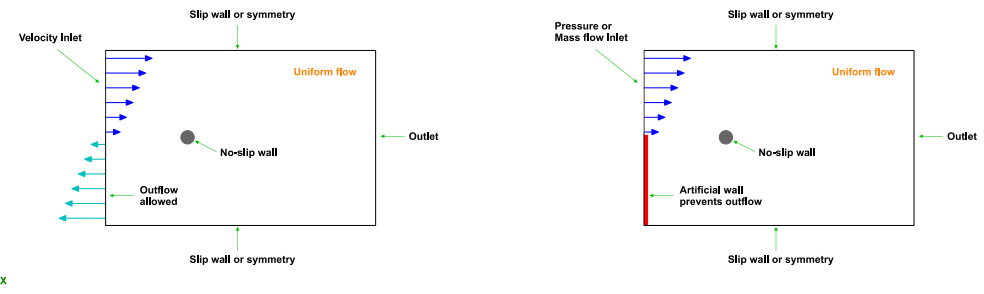 Slip wall or symmetry
Velocity Inlet
Uniform flow
Outlet
No-slip wall
Outflow
allowed
Slip wall or symmetry
X
Slip wall or symmetry
Pressure or
Mass flow Inlet
Uniform flow
Outlet
No-slip wall
Artificial wall
prevents outflow
Slip wall or symmetry